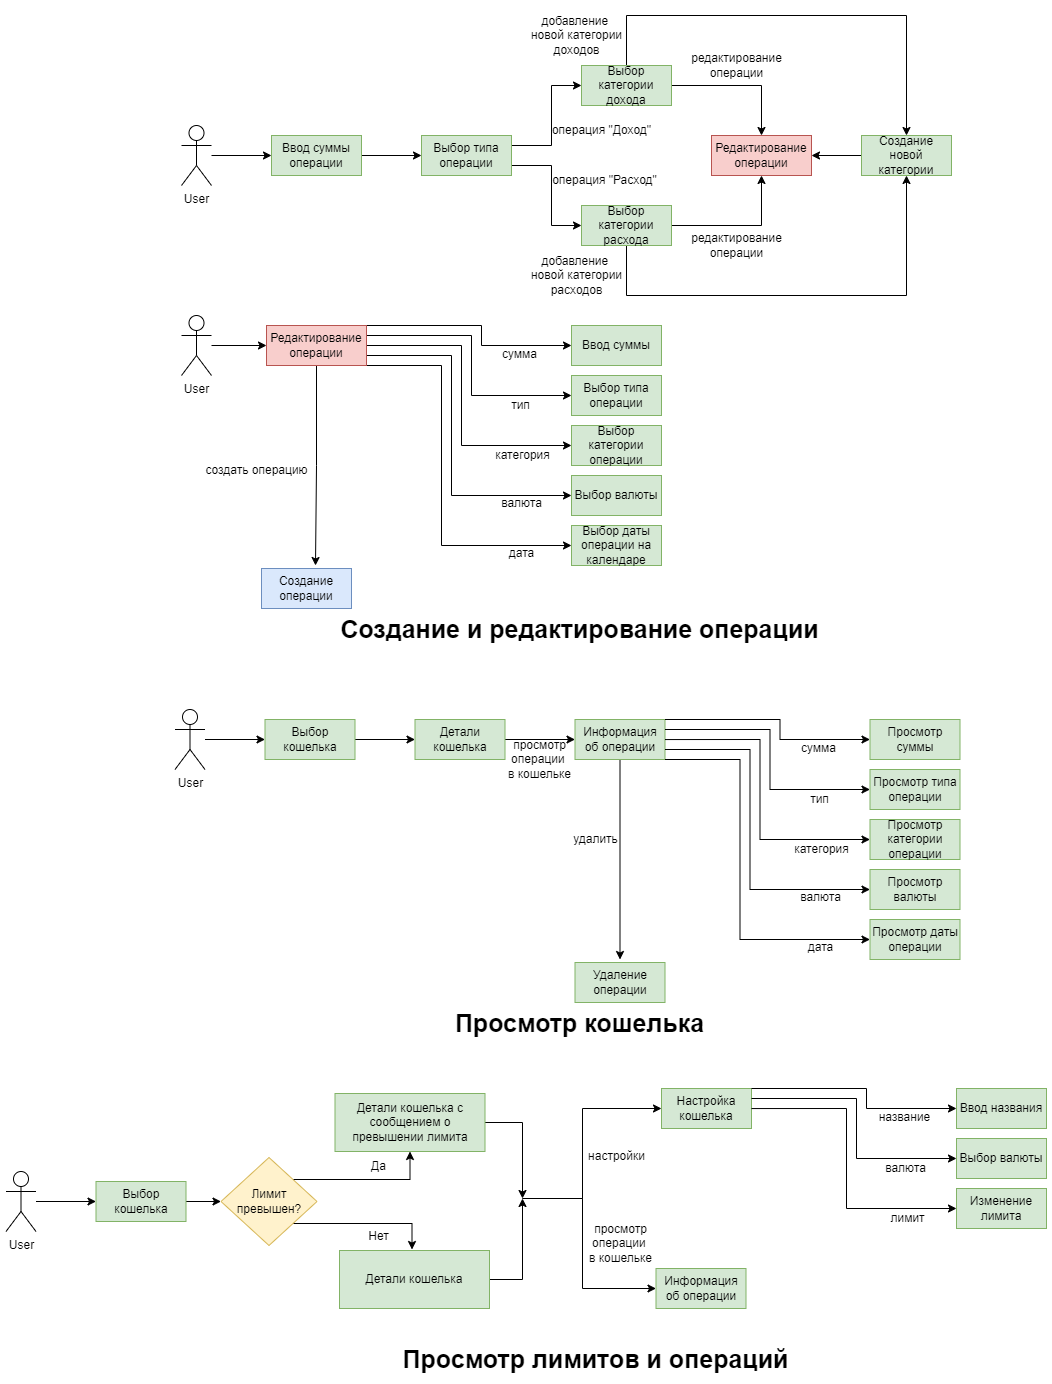 добавление
новой категории
доходов
редактирование
операции
Выбор
категории
дохода
операция "Доход"
User
Ввод суммы
операции
Выбор типа
операции
Редактирование
операции
Создание
новой
категории
операция "Расход"
Выбор
категории
расхода
редактирование
операции
добавление
новой категории
расходов
User
Редактирование
операции
сумма
Ввод суммы
тип
Выбор типа
операции
категория
Выбор
категории
операции
создать операцию
валюта
Выбор валюты
дата
Выбор даты
операции на
календаре
Создание
операции
Создание и редактирование операции
User
Выбор
кошелька
Детали
кошелька
просмотр
операции
в кошельке
Информация
об операции
сумма
Просмотр
суммы
тип
Просмотр типа
операции
удалить
категория
Просмотр
категории
операции
валюта
Просмотр
валюты
дата
Просмотр даты
операции
Удаление
операции
Просмотр кошелька
User
Выбор
кошелька
Лимит
превышен?
Да
Детали кошелька с
сообщением о
превышении лимита
Нет
Детали кошелька
настройки
Настройка
кошелька
название
Ввод названия
валюта
Выбор валюты
лимит
Изменение
лимита
просмотр
операции
в кошельке
Информация
об операции
Просмотр лимитов и операций